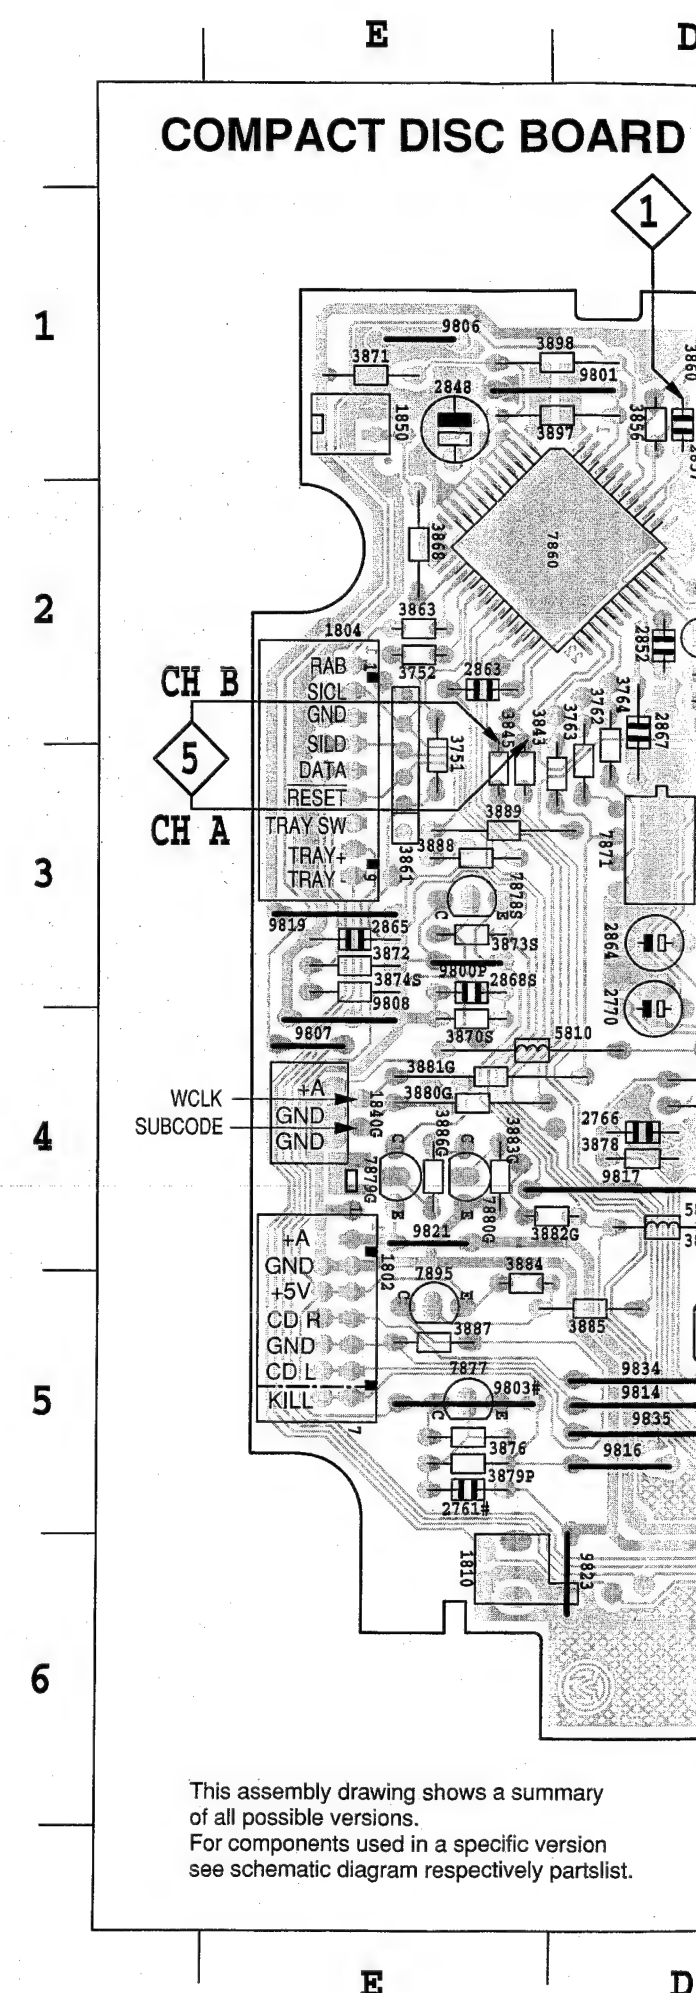 E D
COMPACT DISC BOARD
1
1
9806
3898
3871
9801
3860
2848
1850
3897
3856
2857
7860
3868
2
3863
1804
3752
2852
RAB 1
CH B
2863
SICL
GND
3764
3762
3763
3843
3845
2867
5
SILD
3751
DATA
RESET
CH A
TRAY SW
3889
3888
7871
3861
TRAY+
3
TRAY- 9
7878S
C E
9819
2865
3873S
2864
3872
9800P
3874S
2868S
9808
2770
9807
3870S
5810
3881G
+A
WCLK
3880G
1840G
GND
SUBCODE
GND
4
2766
3878
3886G
3883G
C C
7879G
9817
1
E E
7880G
+A
9821
3882G
GND
1802
7895
3884
+5V
C E
CD R
3887
3885
GND
7877
9834
CD L
9803#
9814
5
KILL
C E
9835
7
3876
9816
3879P
2761#
1810
9823
6
This assembly drawing shows a summary
of all possible versions.
For components used in a specific version
see schematic diagram respectively partslist.
E D